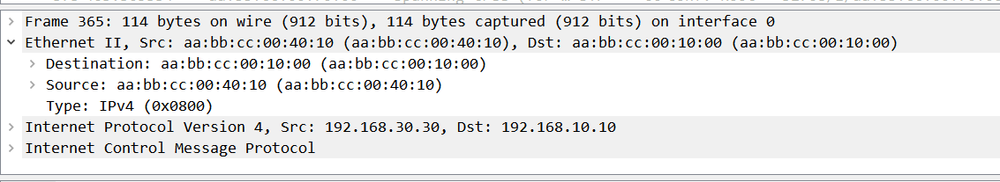 Frame 365: 114 bytes on wire (912 bits), 114 bytes captured (912 bits) on interface 0
Ethernet II, Src: aa:bb:cc:00:40:10 (aa:bb:cc:00:40:10), Dst: aa:bb:cc:00:10:00 (aa:bb:cc:00:10:00)
Destination: aa:bb:cc:00:10:00 (aa:bb:cc:00:10:00)
Source: aa:bb:cc:00:40:10 (aa:bb:cc:00:40:10)
Type: IPv4 (0x0800)
Internet Protocol Version 4, Src: 192.168.30.30, Dst: 192.168.10.10
Internet Control Message Protocol